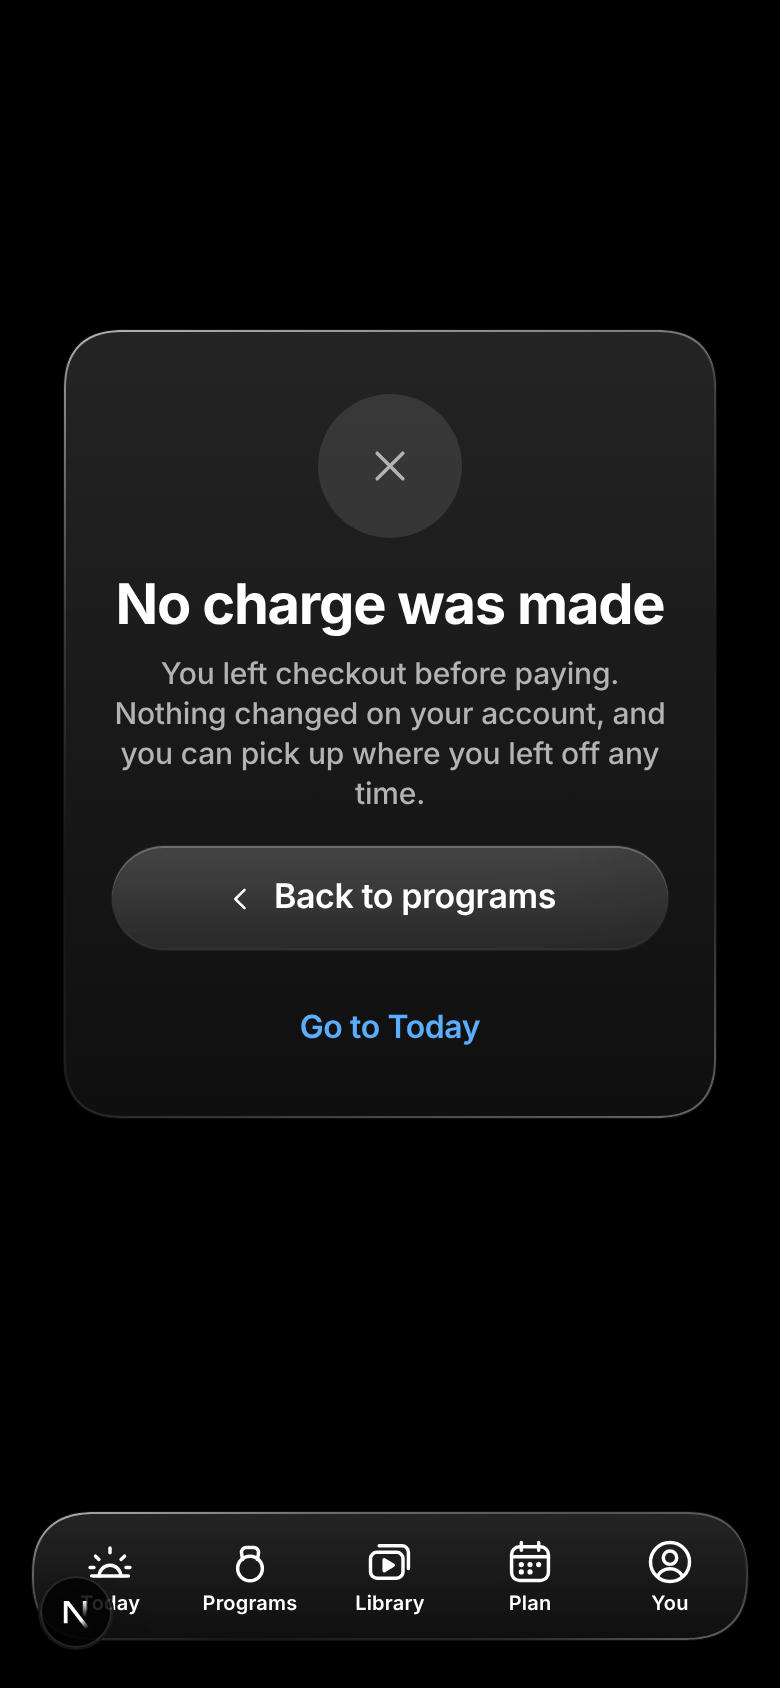 No charge was made
You left checkout before paying.
Nothing changed on your account, and
you can pick up where you left off any
time.
Back to programs
Go to Today
Today
Programs
Library
Plan
You
N